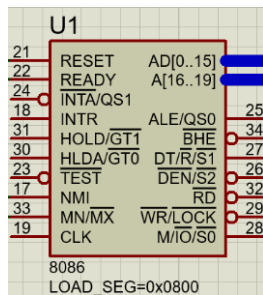 U1
21 RESET AD[0..15]
22 READY A[16..19]
24 INTA/QS1
18 INTR ALE/QS0 25
31 HOLD/GT1 BHE 34
30 HLDA/GT0 DT/R/S1 27
23 TEST DEN/S2 26
17 NMI RD 32
33 MN/MX WR/LOCK 29
19 CLK M/IO/S0 28
8086
LOAD_SEG=0x0800